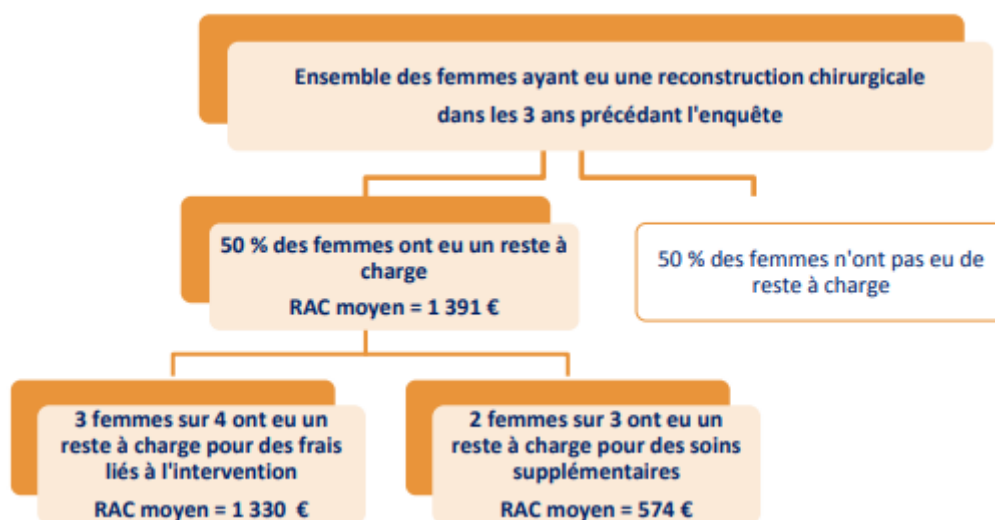 Ensemble des femmes ayant eu une reconstruction chirurgicale
dans les 3 ans précédant l'enquête
50 % des femmes ont eu un reste à
charge
RAC moyen = 1 391 €
50 % des femmes n'ont pas eu de
reste à charge
3 femmes sur 4 ont eu un
reste à charge pour des frais
liés à l'intervention
RAC moyen = 1 330 €
2 femmes sur 3 ont eu un
reste à charge pour des soins
supplémentaires
RAC moyen = 574 €